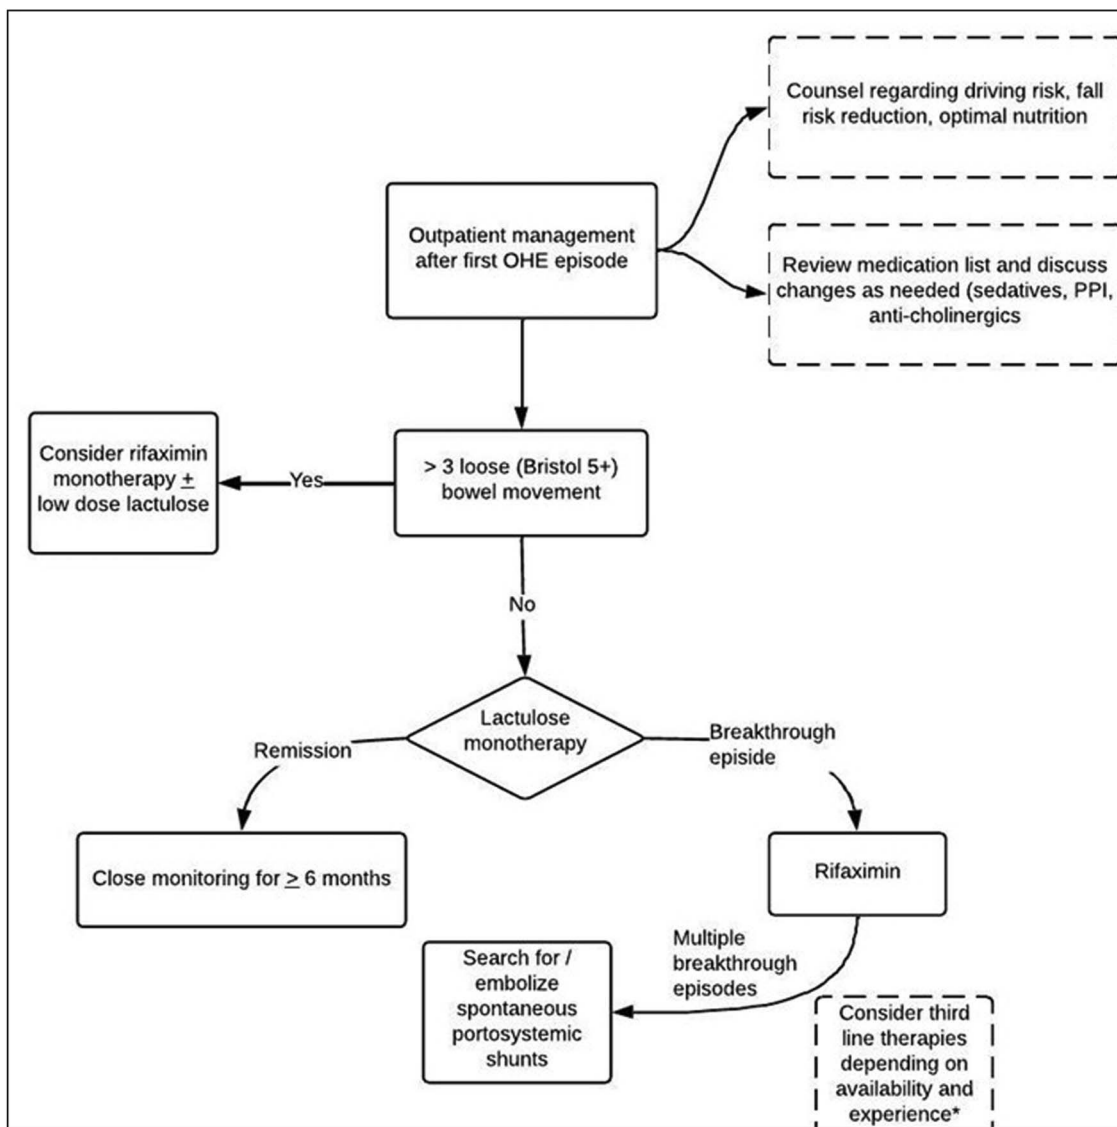 Counsel regarding driving risk, fall
risk reduction, optimal nutrition
Outpatient management
after first OHE episode
Review medication list and discuss
changes as needed (sedatives, PPI,
anti-cholinergics
Consider rifaximin
monotherapy ±
low dose lactulose
Yes
> 3 loose (Bristol 5+)
bowel movement
No
Lactulose
monotherapy
Remission
Breakthrough
episide
Close monitoring for ≥ 6 months
Rifaximin
Multiple
breakthrough
episodes
Search for /
embolize
spontaneous
portosystemic
shunts
Consider third
line therapies
depending on
availability and
experience*